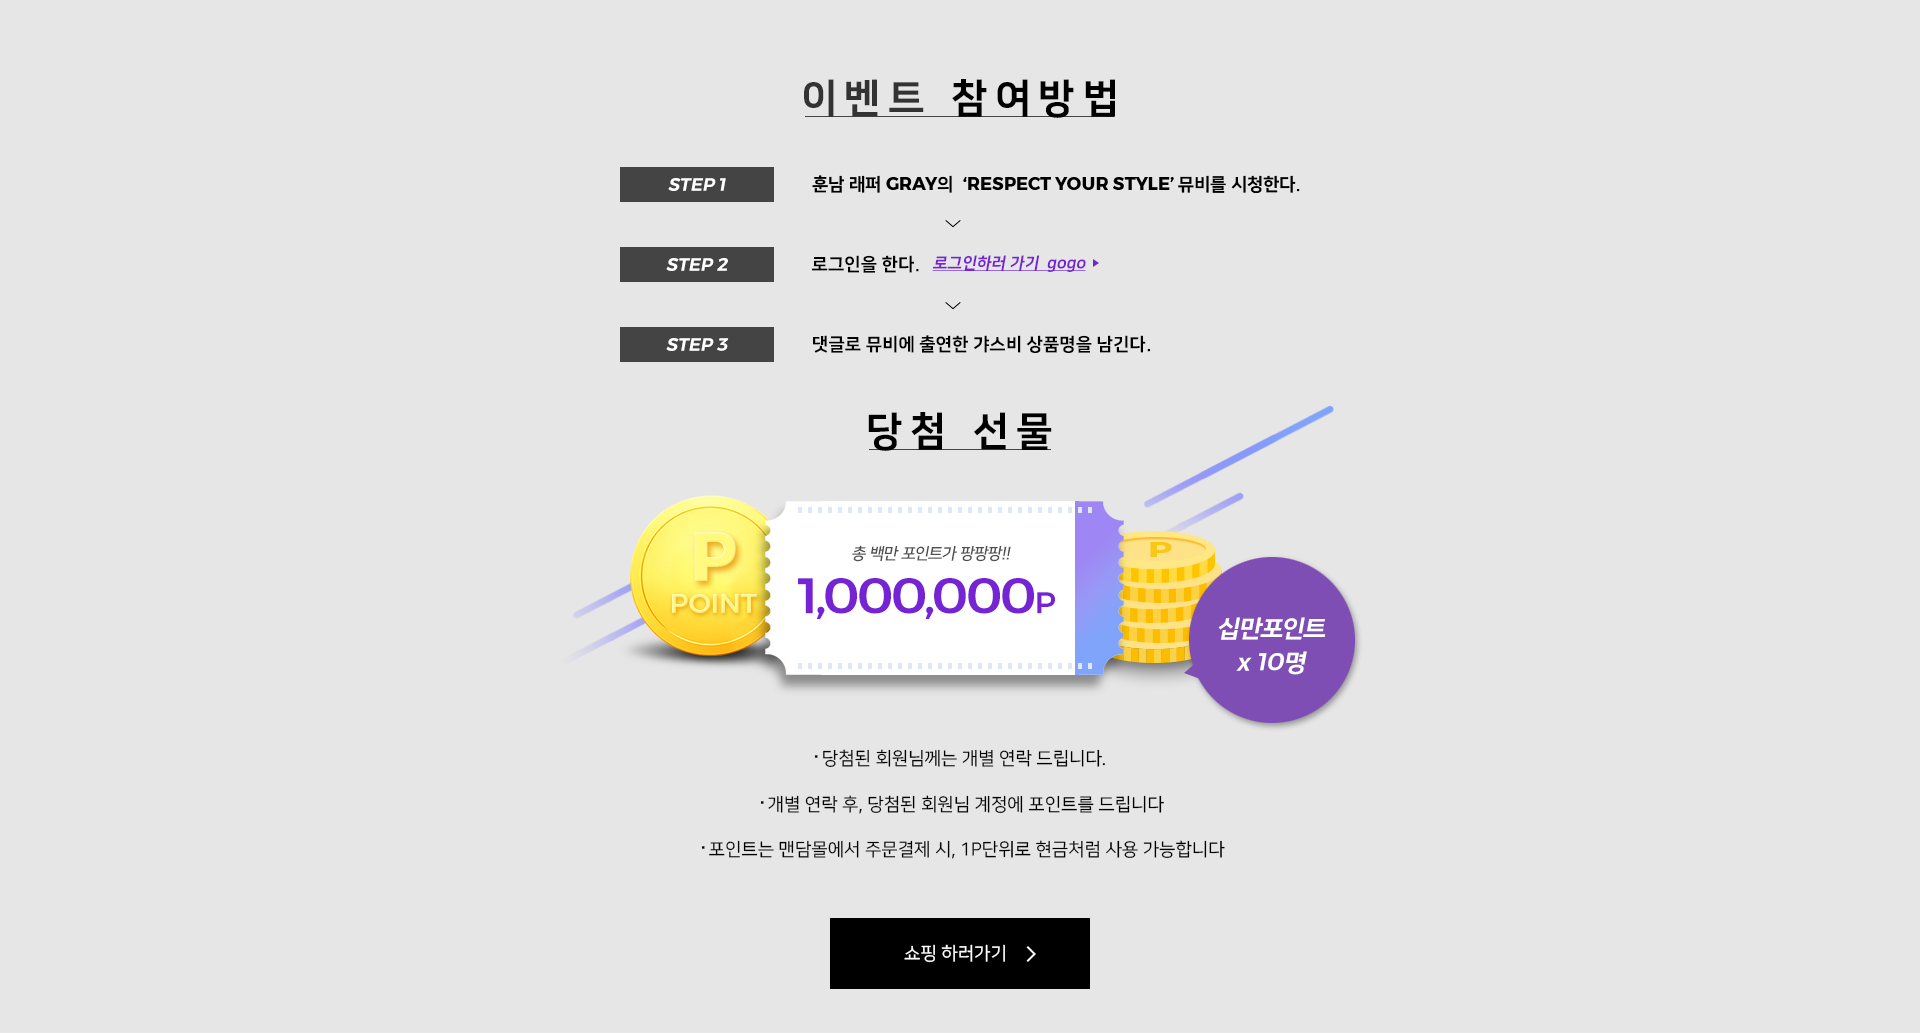 이벤트 참여방법
STEP 1
훈남 래퍼 GRAY의 ‘RESPECT YOUR STYLE’ 뮤비를 시청한다.
STEP 2
로그인을 한다. 로그인하러 가기 gogo
STEP 3
댓글로 뮤비에 출연한 갸스비 상품명을 남긴다.
당첨 선물
P
POINT
총 백만 포인트가 팡팡팡!!
1,000,000P
P
십만포인트
x 10명
· 당첨된 회원님께는 개별 연락 드립니다.
· 개별 연락 후, 당첨된 회원님 계정에 포인트를 드립니다
· 포인트는 맨담몰에서 주문결제 시, 1P단위로 현금처럼 사용 가능합니다
쇼핑 하러가기 >